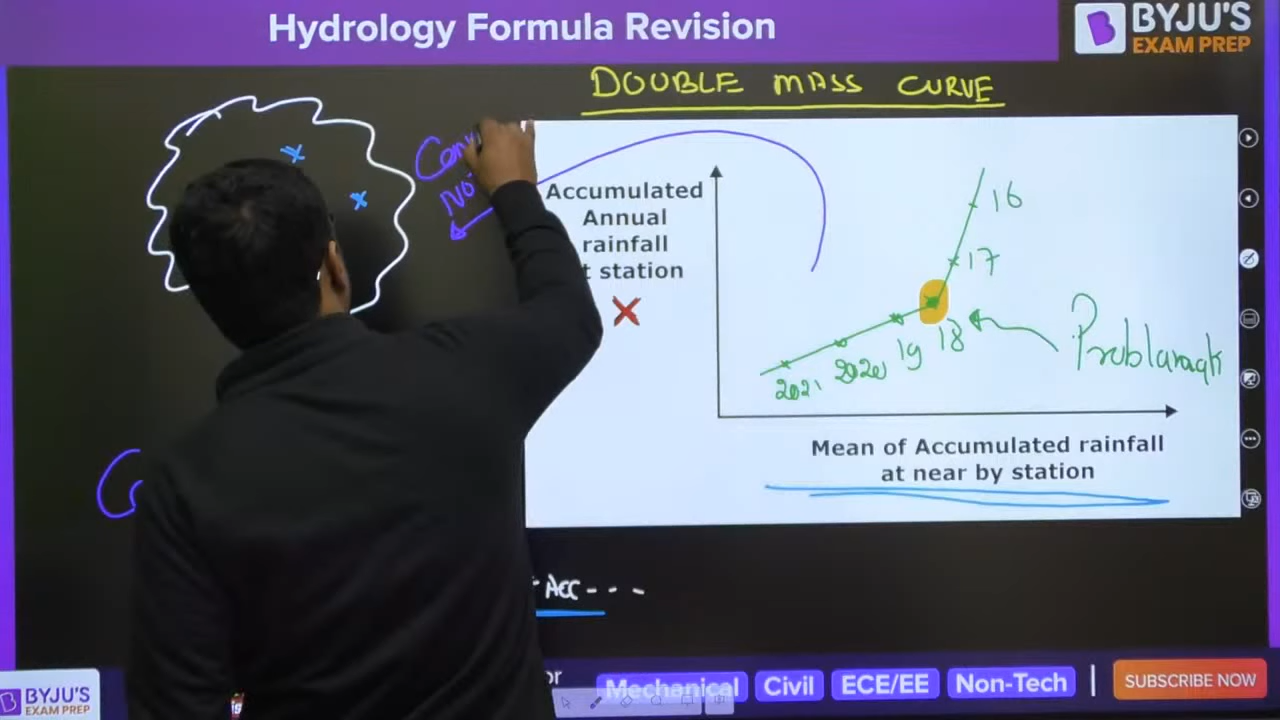 Hydrology Formula Revision
BYJU'S
EXAM PREP
DOUBLE MASS CURVE
Accumulated
Annual
rainfall
station
16
17
18
19
2020
2021
Mean of Accumulated rainfall
at near by station
Acc---
Mechanical
Civil
ECE/EE
Non-Tech
SUBSCRIBE NOW
BYJU'S
EXAM PREP